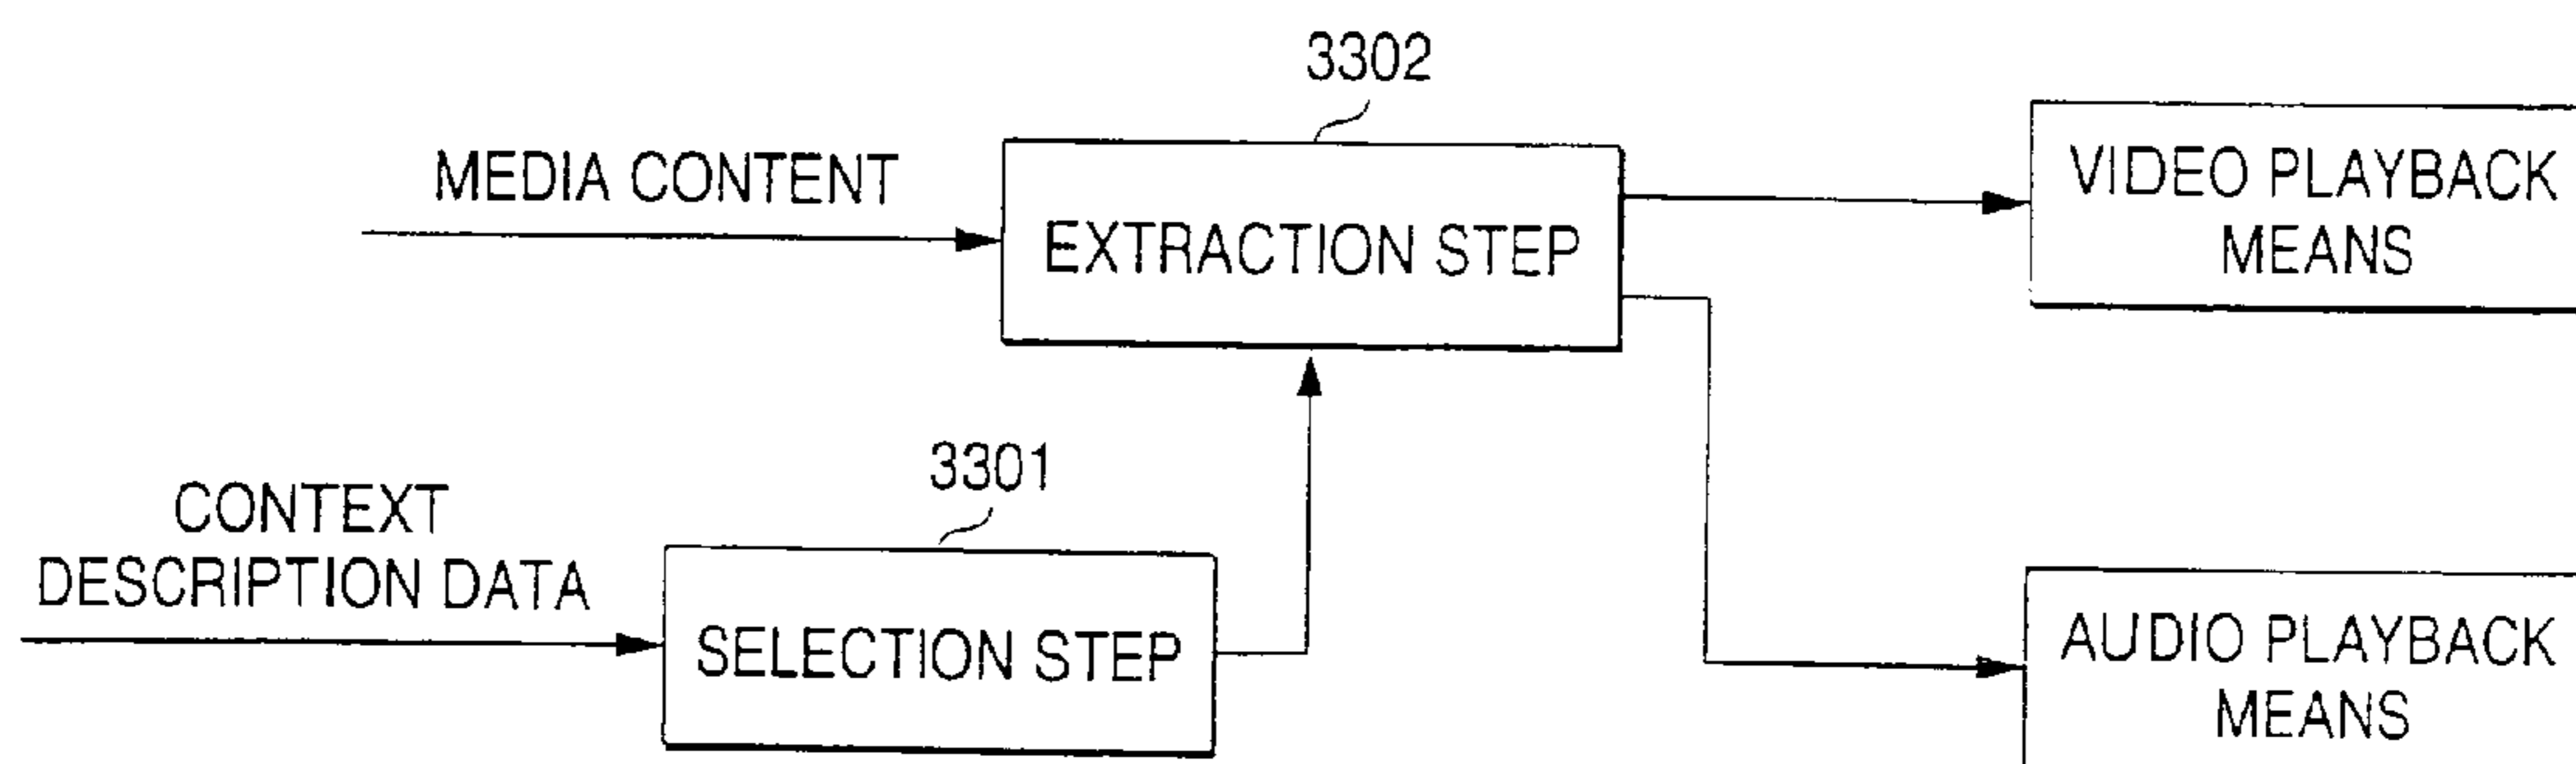 3302
MEDIA CONTENT
EXTRACTION STEP
VIDEO PLAYBACK
MEANS
3301
CONTEXT
DESCRIPTION DATA
SELECTION STEP
AUDIO PLAYBACK
MEANS